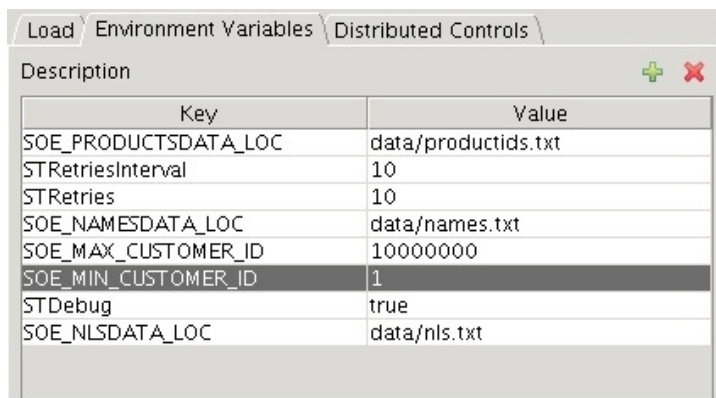 Load Environment Variables Distributed Controls
Description
Key Value
SOE_PRODUCTSDATA_LOC data/productids.txt
STRetriesInterval 10
STRetries 10
SOE_NAMESDATA_LOC data/names.txt
SOE_MAX_CUSTOMER_ID 10000000
SOE_MIN_CUSTOMER_ID 1
STDebug true
SOE_NLSDATA_LOC data/nls.txt